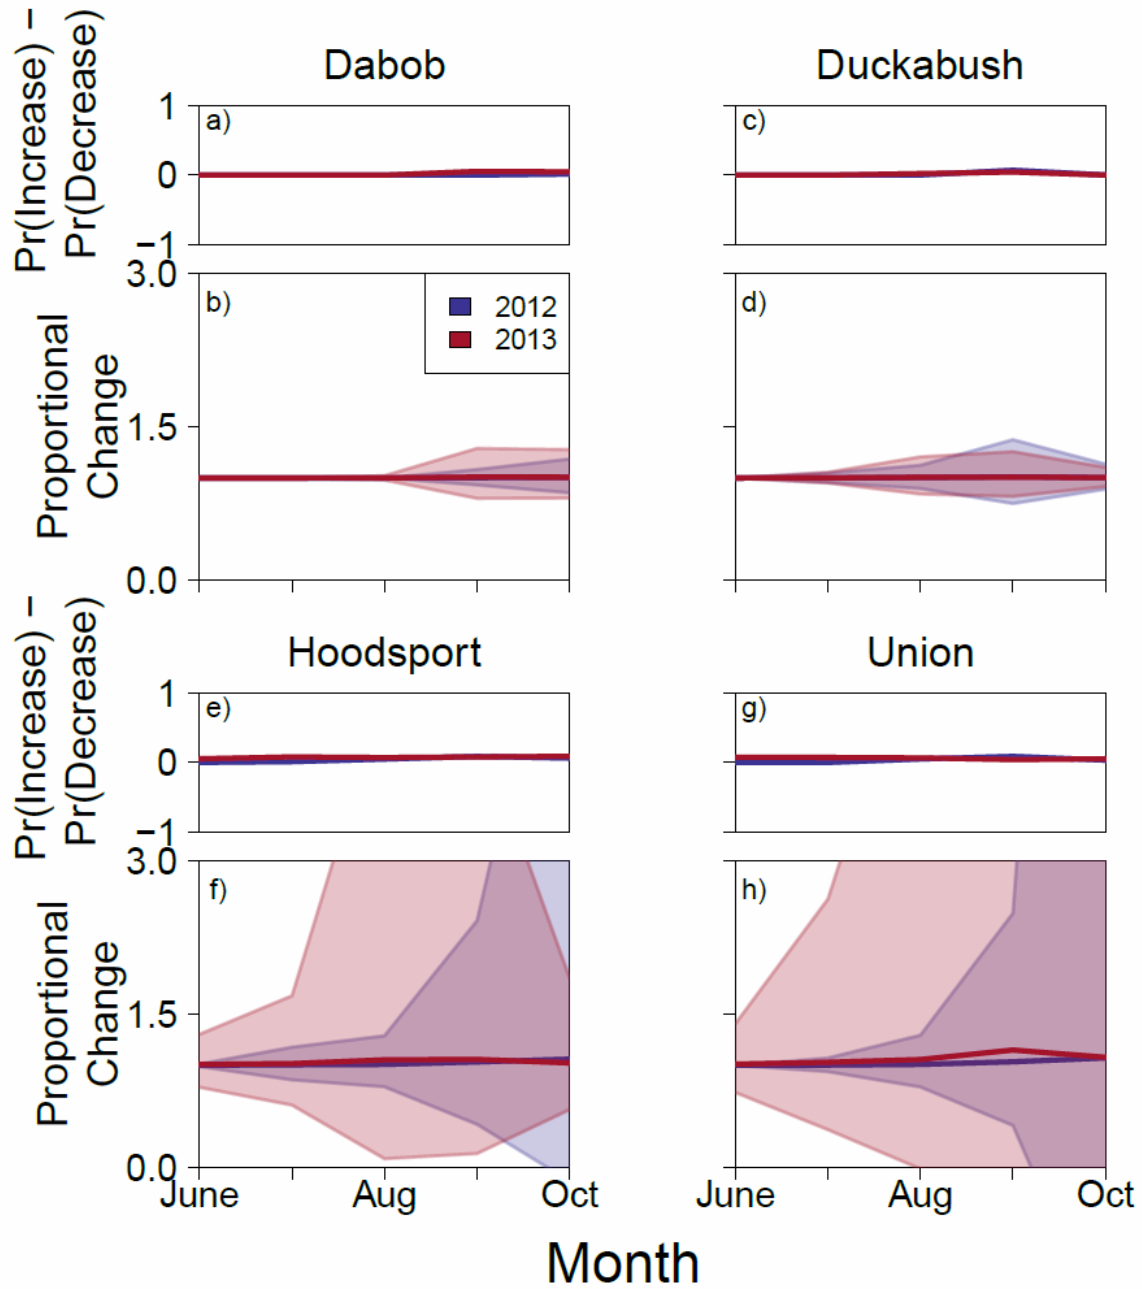 Dabob
Duckabush
Pr(Increase) −
Pr(Decrease)
1
0
−1
a)
c)
Proportional
Change
3.0
1.5
0.0
b)
2012
2013
d)
Hoodsport
Union
Pr(Increase) −
Pr(Decrease)
1
0
−1
e)
g)
Proportional
Change
3.0
1.5
0.0
f)
h)
June Aug Oct
June Aug Oct
Month